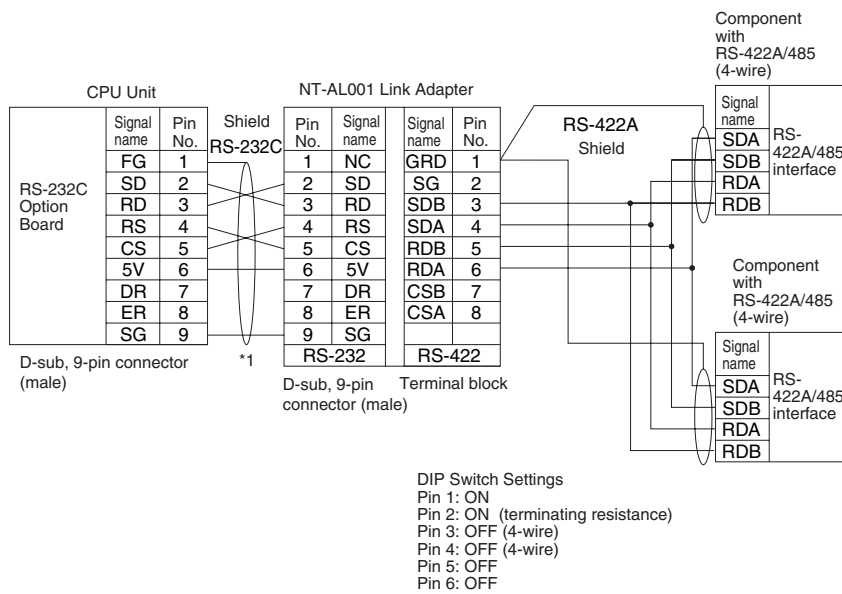 Component
with
RS-422A/485
(4-wire)
CPU Unit
NT-AL001 Link Adapter
RS-232C
Option
Board
Signal
name
Pin
No.
FG 1
SD 2
RD 3
RS 4
CS 5
5V 6
DR 7
ER 8
SG 9
D-sub, 9-pin connector
(male)
Shield
RS-232C
*1
Pin
No.
Signal
name
1 NC
2 SD
3 RD
4 RS
5 CS
6 5V
7 DR
8 ER
9 SG
RS-232
D-sub, 9-pin
connector (male)
Signal
name
Pin
No.
GRD 1
SG 2
SDB 3
SDA 4
RDB 5
RDA 6
CSB 7
CSA 8
RS-422
Terminal block
RS-422A
Shield
Signal
name
SDA
SDB
RDA
RDB
RS-
422A/485
interface
Component
with
RS-422A/485
(4-wire)
Signal
name
SDA
SDB
RDA
RDB
RS-
422A/485
interface
DIP Switch Settings
Pin 1: ON
Pin 2: ON (terminating resistance)
Pin 3: OFF (4-wire)
Pin 4: OFF (4-wire)
Pin 5: OFF
Pin 6: OFF